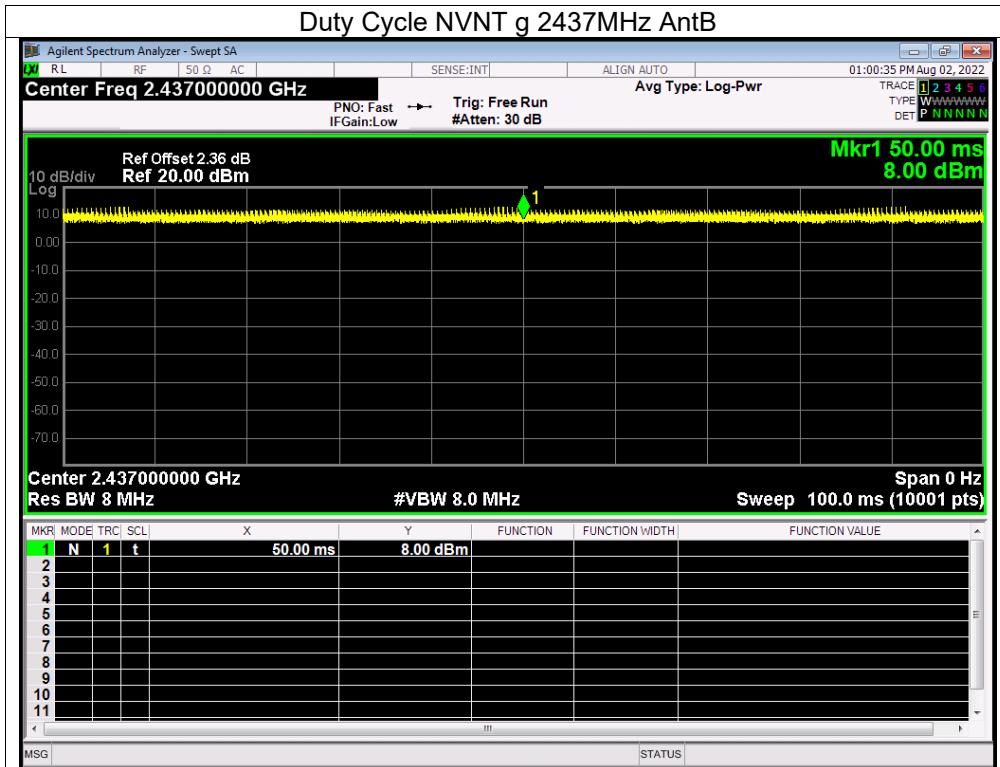 Duty Cycle NVNT g 2437MHz AntB
Agilent Spectrum Analyzer - Swept SA
LXI RL RF 50 Ω AC SENSE:INT ALIGN AUTO 01:00:35 PM Aug 02, 2022
Center Freq 2.437000000 GHz Avg Type: Log-Pwr TRACE 1 2 3 4 5 6
PNO: Fast Trig: Free Run TYPE WWWWWWW
IFGain:Low #Atten: 30 dB DET P N N N N N
Mkr1 50.00 ms
Ref Offset 2.36 dB
10 dB/div Ref 20.00 dBm 8.00 dBm
Log
1
10.0
0.00
-10.0
-20.0
-30.0
-40.0
-50.0
-60.0
-70.0
Center 2.437000000 GHz Span 0 Hz
Res BW 8 MHz #VBW 8.0 MHz Sweep 100.0 ms (10001 pts)
MKR MODE TRC SCL X Y FUNCTION FUNCTION WIDTH FUNCTION VALUE
1 N 1 t 50.00 ms 8.00 dBm
2
3
4
5
6
7
8
9
10
11
MSG STATUS